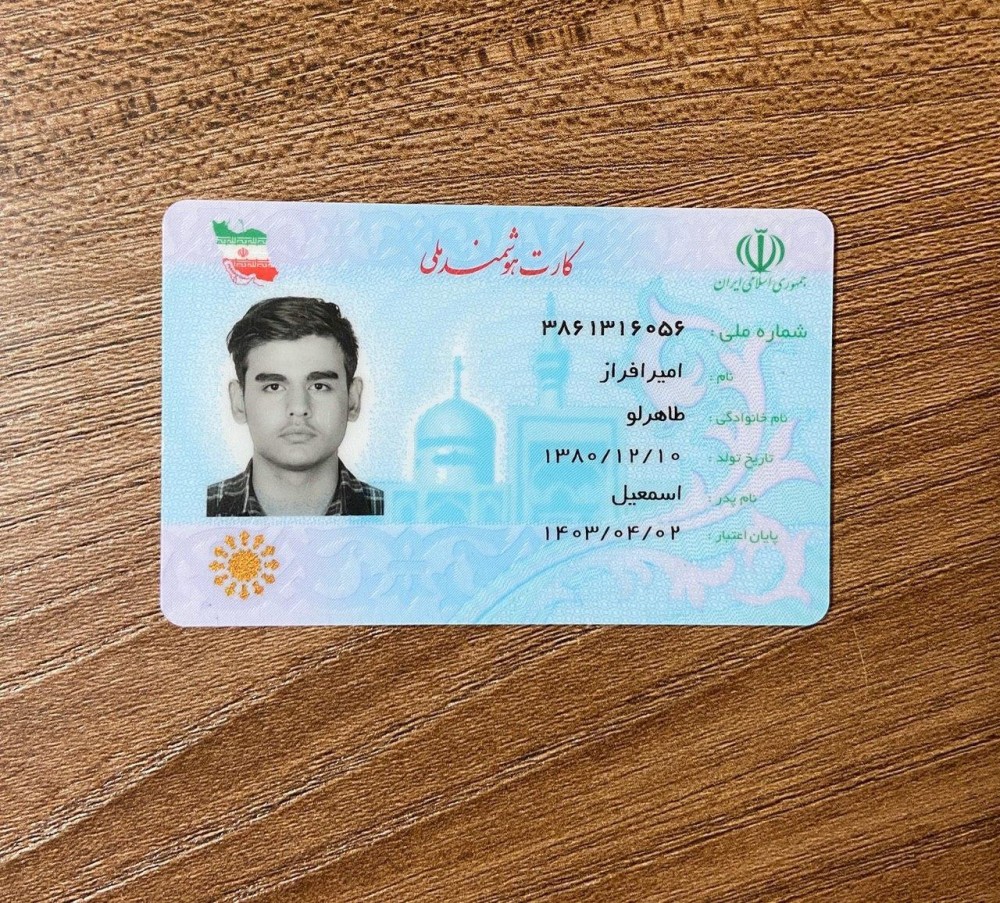 کارت هوشمند ملی
جمهوری اسلامی ایران
شماره ملی: ۳۸۶۱۳۱۶۰۵۶
نام: امیرافراز
نام خانوادگی: طاهرلو
تاریخ تولد: ۱۳۸۰/۱۲/۱۰
نام پدر: اسمعیل
پایان اعتبار: ۱۴۰۳/۰۴/۰۲